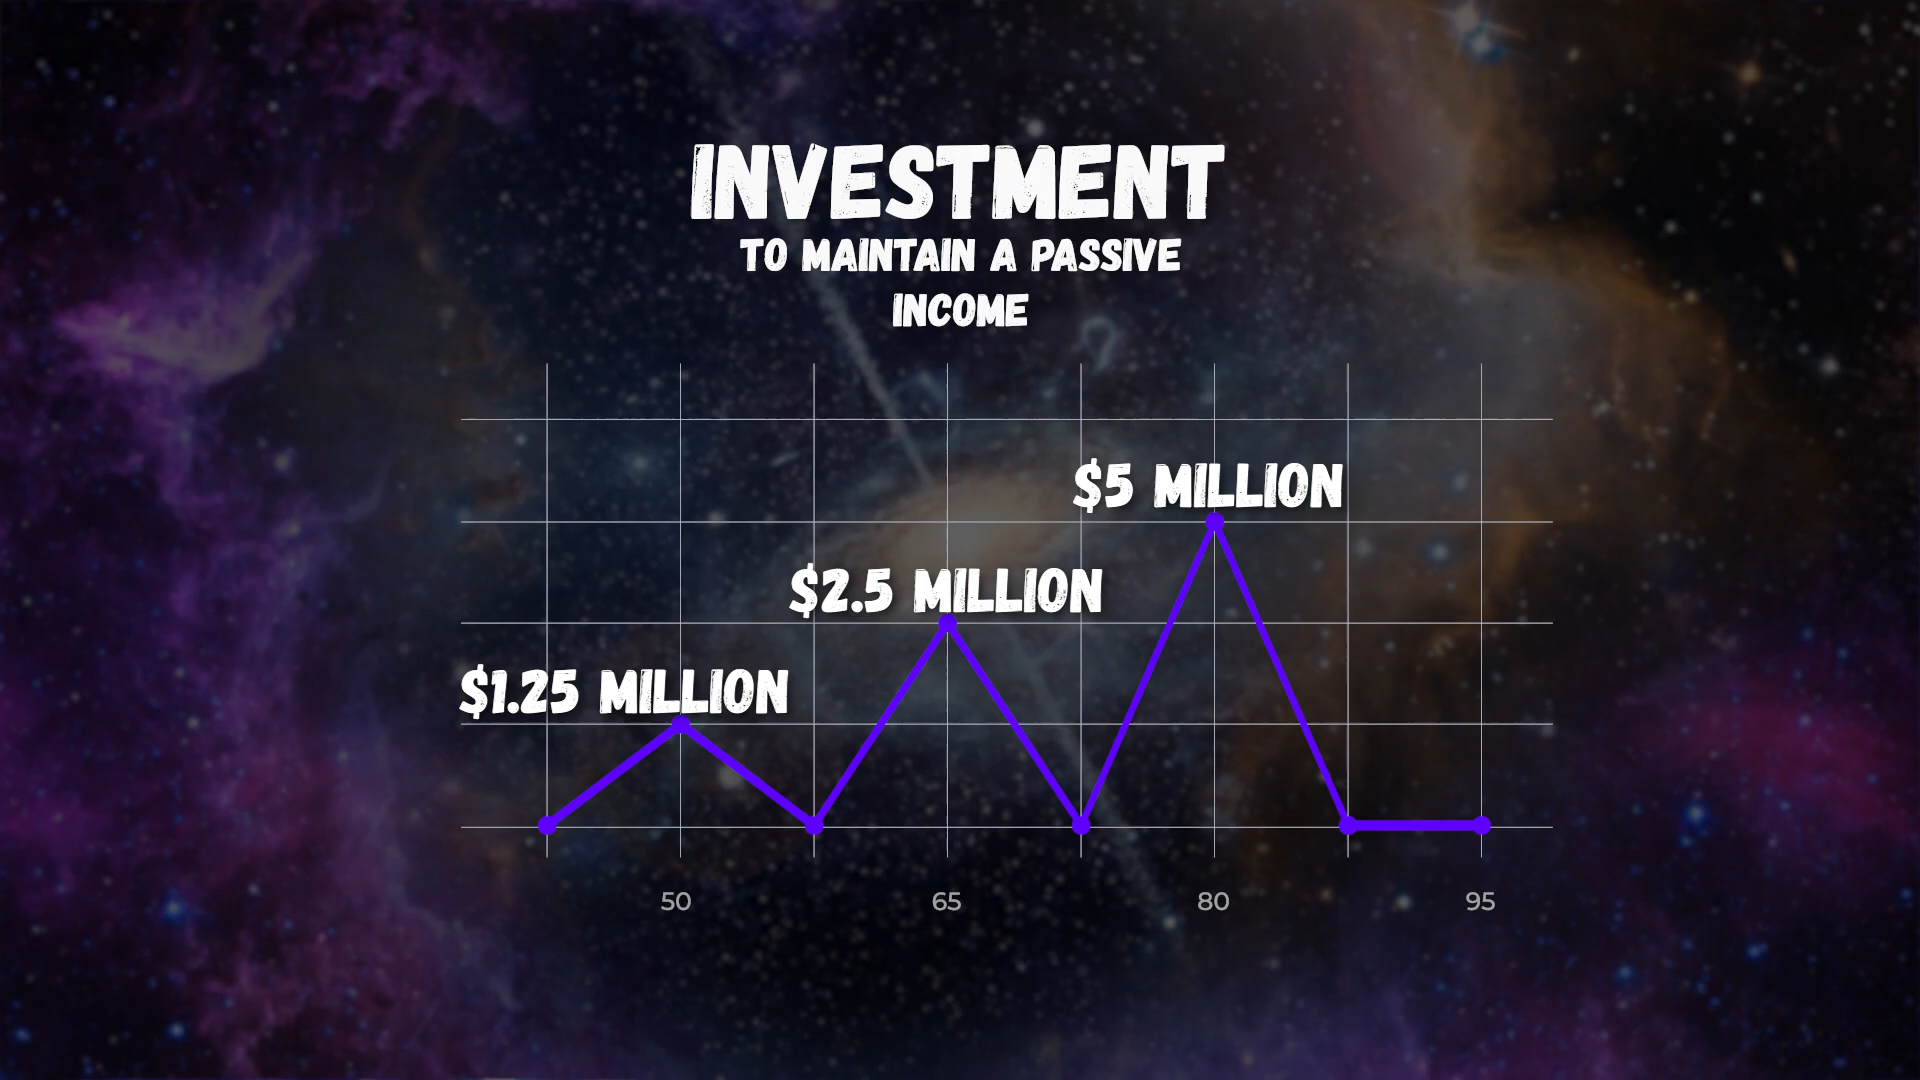 INVESTMENT
TO MAINTAIN A PASSIVE
INCOME
$5 MILLION
$2.5 MILLION
$1.25 MILLION
50 65 80 95